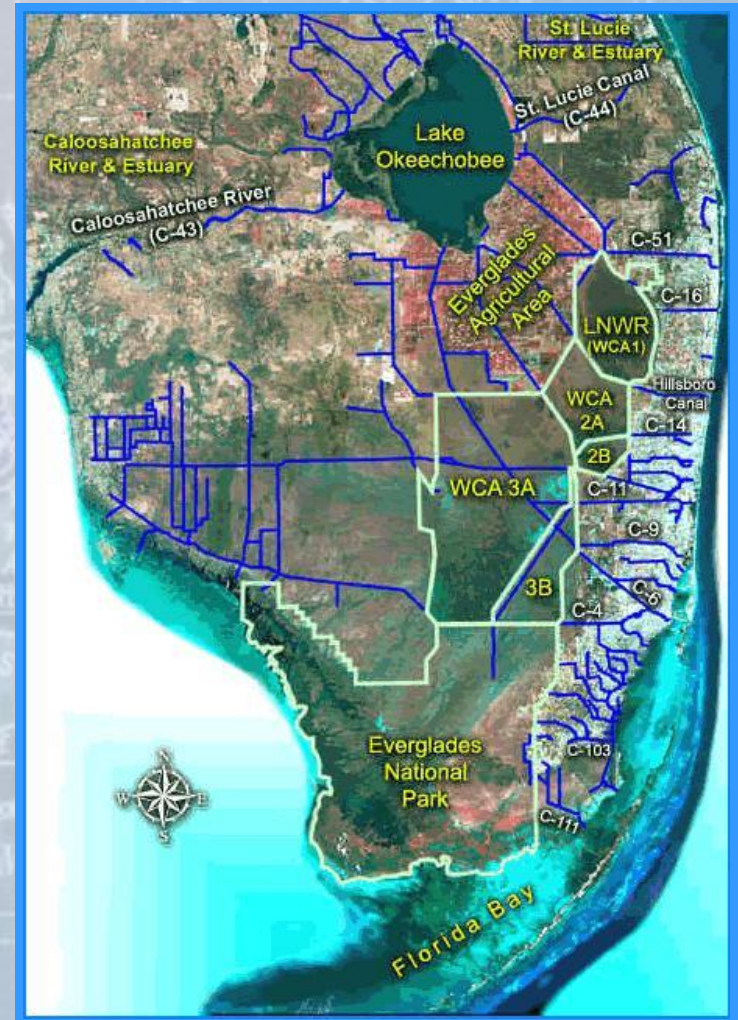 St. Lucie
River & Estuary
St. Lucie Canal
(C-44)
Lake
Okeechobee
Caloosahatchee
River & Estuary
Caloosahatchee River
(C-43)
C-51
Everglades
Agricultural
Area
C-16
LNWR
(WCA1)
Hillsboro
Canal
WCA
2A
C-14
2B
WCA 3A
C-11
C-9
3B
C-6
C-4
Everglades
National
Park
C-103
C-111
N
W
E
S
Florida Bay